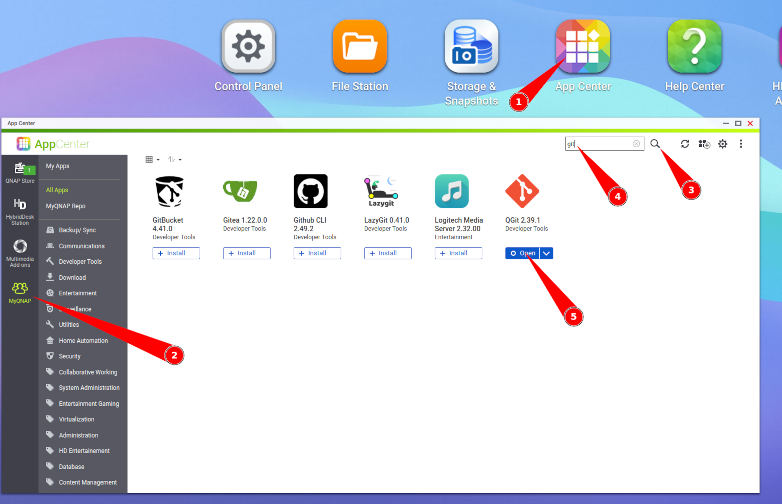 Control Panel
File Station
Storage &
Snapshots
App Center
Help Center
1
App Center
AppCenter
git
3
4
1
QNAP Store
HybridDesk
Station
Multimedia
Add-ons
MyQNAP
2
My Apps
All Apps
MyQNAP Repo
Backup/ Sync
Communications
Developer Tools
Download
Entertainment
Surveillance
Utilities
Home Automation
Security
Collaborative Working
System Administration
Entertainment Gaming
Virtualization
Administration
HD Entertainement
Database
Content Management
GitBucket
4.41.0
Developer Tools
+ Install
Gitea 1.22.0.0
Developer Tools
+ Install
Github CLI
2.49.2
Developer Tools
+ Install
Lazygit
LazyGit 0.41.0
Developer Tools
+ Install
Logitech Media
Server 2.32.00
Entertainment
+ Install
QGit 2.39.1
Developer Tools
Open
5